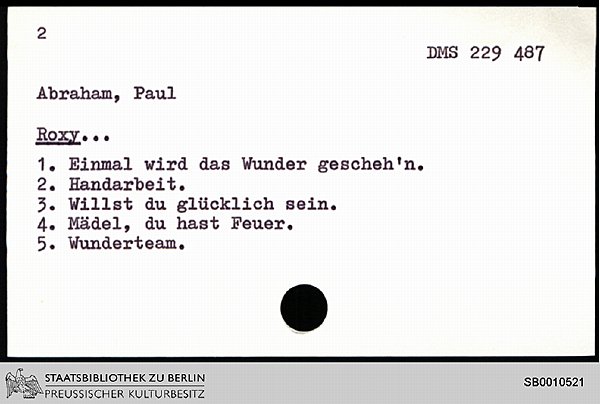 2
DMS 229 487
Abraham, Paul
Roxy...
1. Einmal wird das Wunder gescheh'n.
2. Handarbeit.
3. Willst du glücklich sein.
4. Mädel, du hast Feuer.
5. Wunderteam.
STAATSBIBLIOTHEK ZU BERLIN
PREUSSISCHER KULTURBESITZ
SB0010521